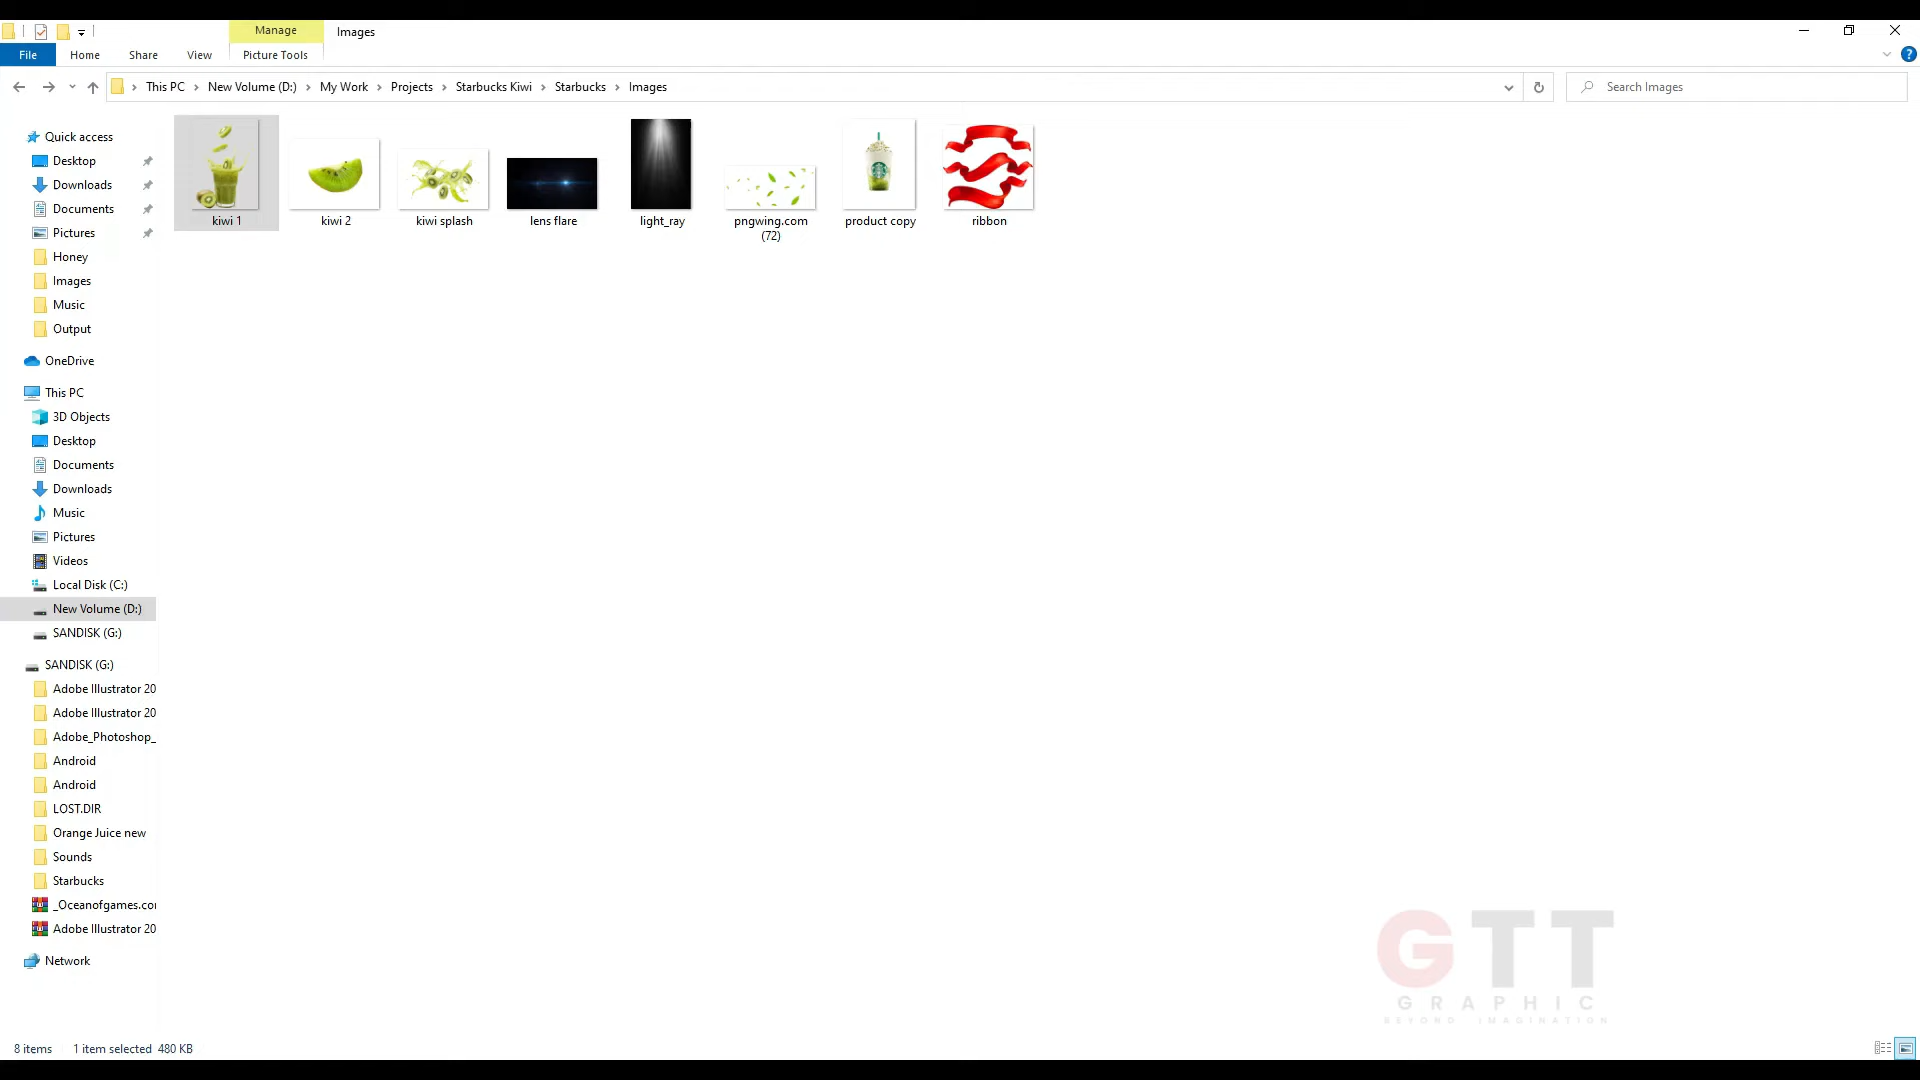 Manage
Images
File
Home
Share
View
Picture Tools
This PC
New Volume (D:)
My Work
Projects
Starbucks Kiwi
Starbucks
Images
Search Images
Quick access
Desktop
Downloads
Documents
Pictures
Honey
Images
Music
Output
OneDrive
This PC
3D Objects
Desktop
Documents
Downloads
Music
Pictures
Videos
Local Disk (C:)
New Volume (D:)
SANDISK (G:)
SANDISK (G:)
Adobe Illustrator 20
Adobe Illustrator 20
Adobe_Photoshop_
Android
Android
LOST.DIR
Orange Juice new
Sounds
Starbucks
_Oceanofgames.co
Adobe Illustrator 20
Network
kiwi 1
kiwi 2
kiwi splash
lens flare
light_ray
pngwing.com
(72)
product copy
ribbon
GTT
GRAPHIC
BEYOND IMAGINATION
8 items
1 item selected 480 KB